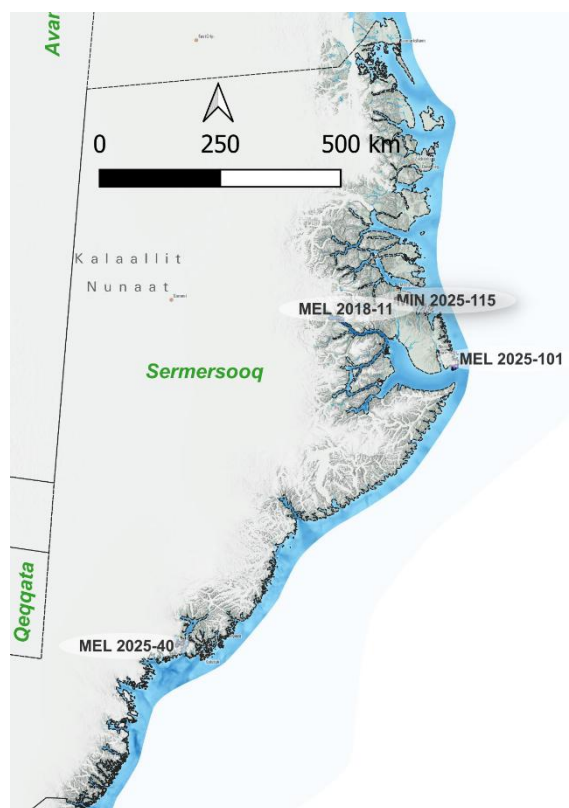 Avan
0 250 500 km
Kalaallit
Nunaat
MEL 2018-11
MIN 2025-115
MEL 2025-101
Sermersooq
Qeqqata
MEL 2025-40